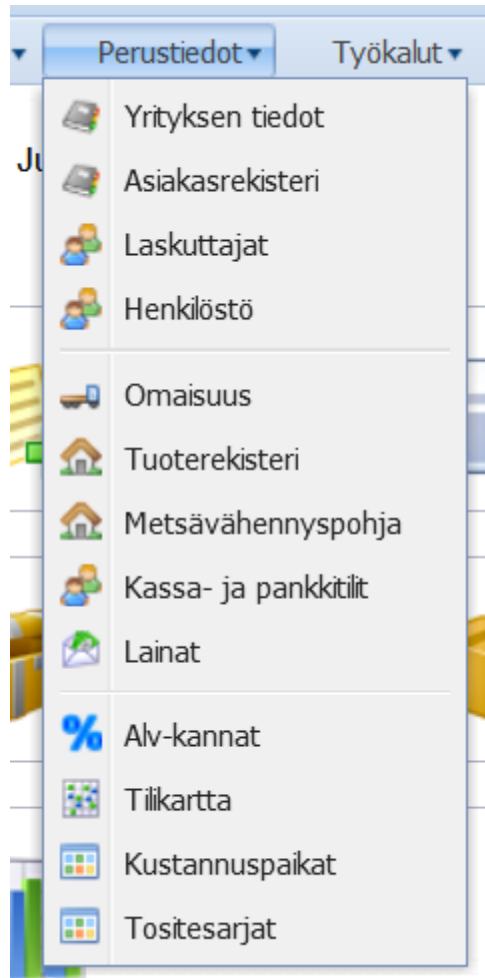 Perustiedot Työkalut
Yrityksen tiedot
Ju
Asiakasrekisteri
Laskuttajat
Henkilöstö
Omaisuus
Tuoterekisteri
Metsävähennyspohja
Kassa- ja pankkitilit
Lainat
% Alv-kannat
Tilikartta
Kustannuspaikat
Tositesarjat